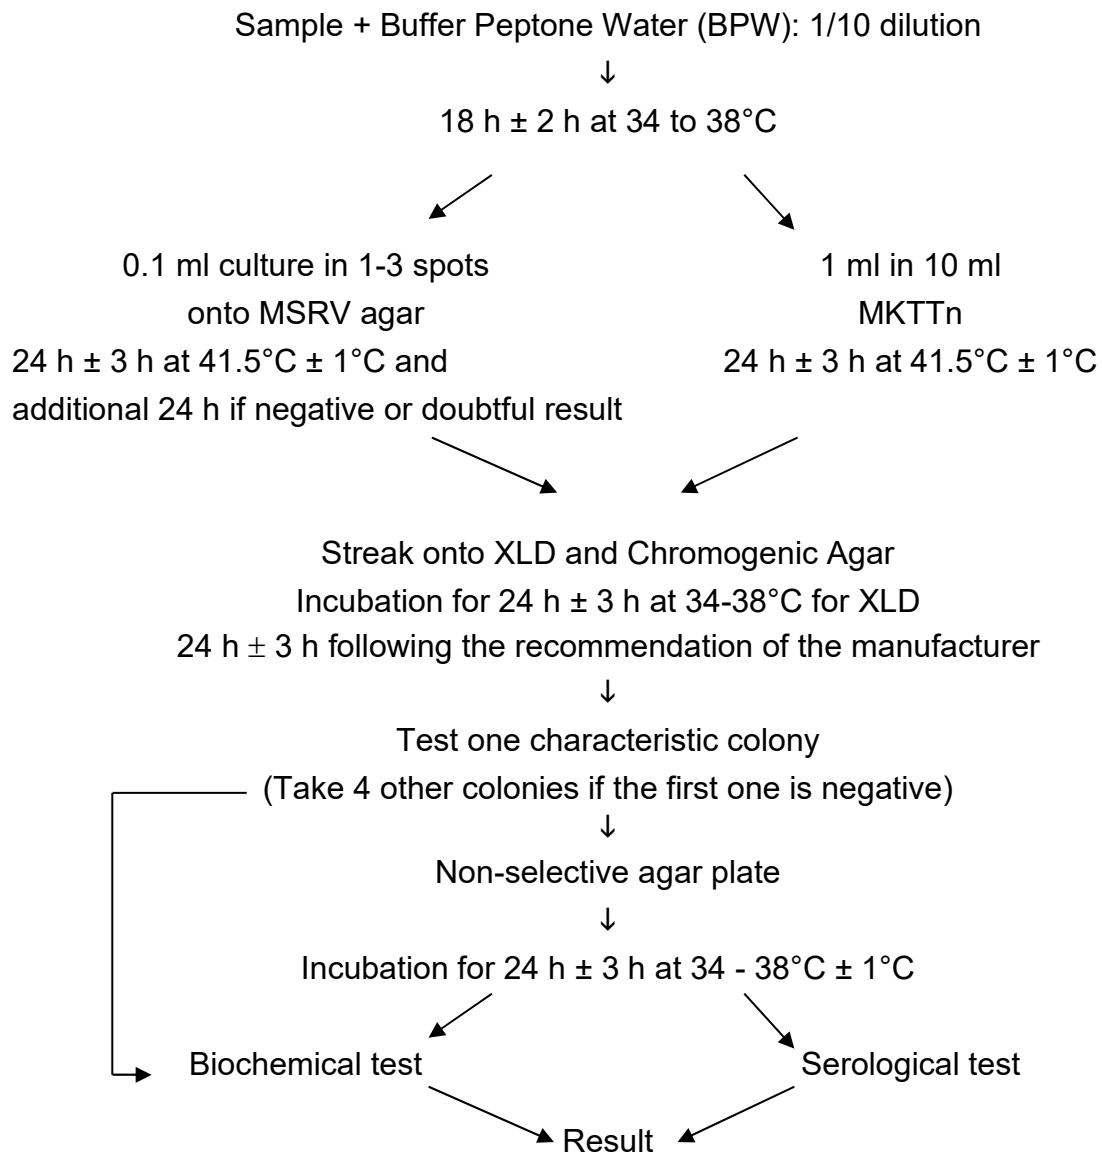 Sample + Buffer Peptone Water (BPW): 1/10 dilution
↓
18 h ± 2 h at 34 to 38°C
0.1 ml culture in 1-3 spots
onto MSRV agar
24 h ± 3 h at 41.5°C ± 1°C and
additional 24 h if negative or doubtful result
1 ml in 10 ml
MKTTn
24 h ± 3 h at 41.5°C ± 1°C
Streak onto XLD and Chromogenic Agar
Incubation for 24 h ± 3 h at 34-38°C for XLD
24 h ± 3 h following the recommendation of the manufacturer
↓
Test one characteristic colony
(Take 4 other colonies if the first one is negative)
↓
Non-selective agar plate
↓
Incubation for 24 h ± 3 h at 34 - 38°C ± 1°C
Biochemical test
Serological test
Result